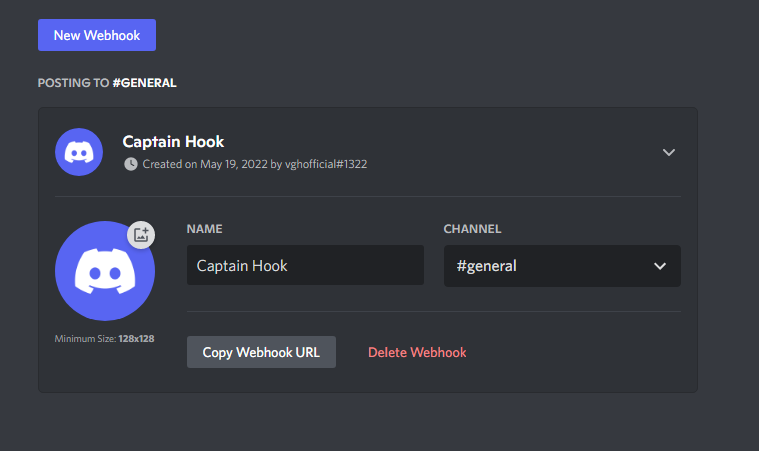 New Webhook
POSTING TO #GENERAL
Captain Hook
Created on May 19, 2022 by vghofficial#1322
NAME
CHANNEL
Captain Hook
#general
Minimum Size: 128x128
Copy Webhook URL
Delete Webhook